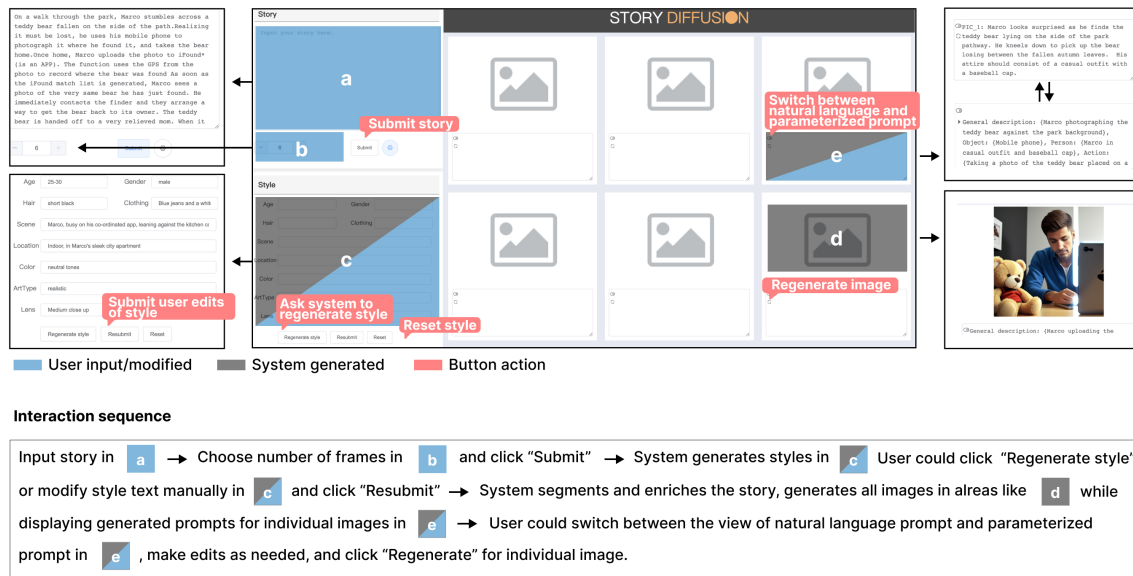 On a walk through the park, Marco stumbles across a
teddy bear fallen on the side of the path.Realizing
it must be lost, he uses his mobile phone to
photograph it where he found it, and takes the bear
home.Once home, Marco uploads the photo to iFound*
(is an APP). The function uses the GPS from the
photo to record where the bear was found As soon as
the iFound match list is generated, Marco sees a
photo of the very same bear he has just found. He
immediately contacts the finder and they arrange a
way to get the bear back to its owner. The teddy
bear is handed off to a very relieved mom. When it
6
Submit
Age 25-30 Gender male
Hair short black Clothing Blue jeans and a whit
Scene Marco, busy on his co-ordinated app, leaning against the kitchen cc
Location Indoor, in Marco's sleek city apartment
Color neutral tones
ArtType realistic
Lens Medium close up
Submit user edits
of style
Regenerate style Resubmit Reset
Story
Input your story here
a
Submit story
b
6
Submit
Style
Age Gender
Hair Clothing
Scene
Location
Color
ArtType
Lens
c
Ask system to
regenerate style
Reset style
Regenerate style Resubmit Reset
STORY DIFFUSION
Switch between
natural language and
parameterized prompt
e
d
Regenerate image
PIC_1: Marco looks surprised as he finds the
teddy bear lying on the side of the park
pathway. He kneels down to pick up the bear
losing between the fallen autumn leaves. His
attire should consist of a casual outfit with
a baseball cap.
General description: {Marco photographing the
teddy bear against the park background},
Object: {Mobile phone}, Person: {Marco in
casual outfit and baseball cap}, Action:
{Taking a photo of the teddy bear placed on a
General description: {Marco uploading the
User input/modified System generated Button action
Interaction sequence
Input story in a → Choose number of frames in b and click “Submit” → System generates styles in c User could click “Regenerate style”
or modify style text manually in c and click “Resubmit” → System segments and enriches the story, generates all images in alreas like d while
displaying generated prompts for individual images in e → User could switch between the view of natural language prompt and parameterized
prompt in e , make edits as needed, and click “Regenerate” for individual image.